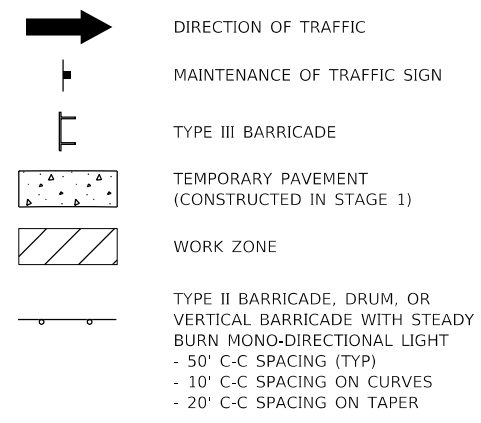 DIRECTION OF TRAFFIC
MAINTENANCE OF TRAFFIC SIGN
TYPE III BARRICADE
TEMPORARY PAVEMENT
(CONSTRUCTED IN STAGE 1)
WORK ZONE
TYPE II BARRICADE, DRUM, OR
VERTICAL BARRICADE WITH STEADY
BURN MONO-DIRECTIONAL LIGHT
- 50' C-C SPACING (TYP)
- 10' C-C SPACING ON CURVES
- 20' C-C SPACING ON TAPER